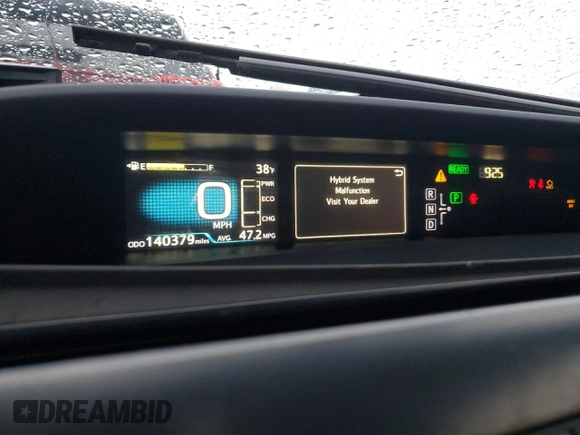 E F
38°F
PWR
ECO
CHG
0
MPH
ODO 140379 miles
AVG. 47.2 MPG
Hybrid System
Malfunction
Visit Your Dealer
READY
925
R
N
D
P
DREAMBID